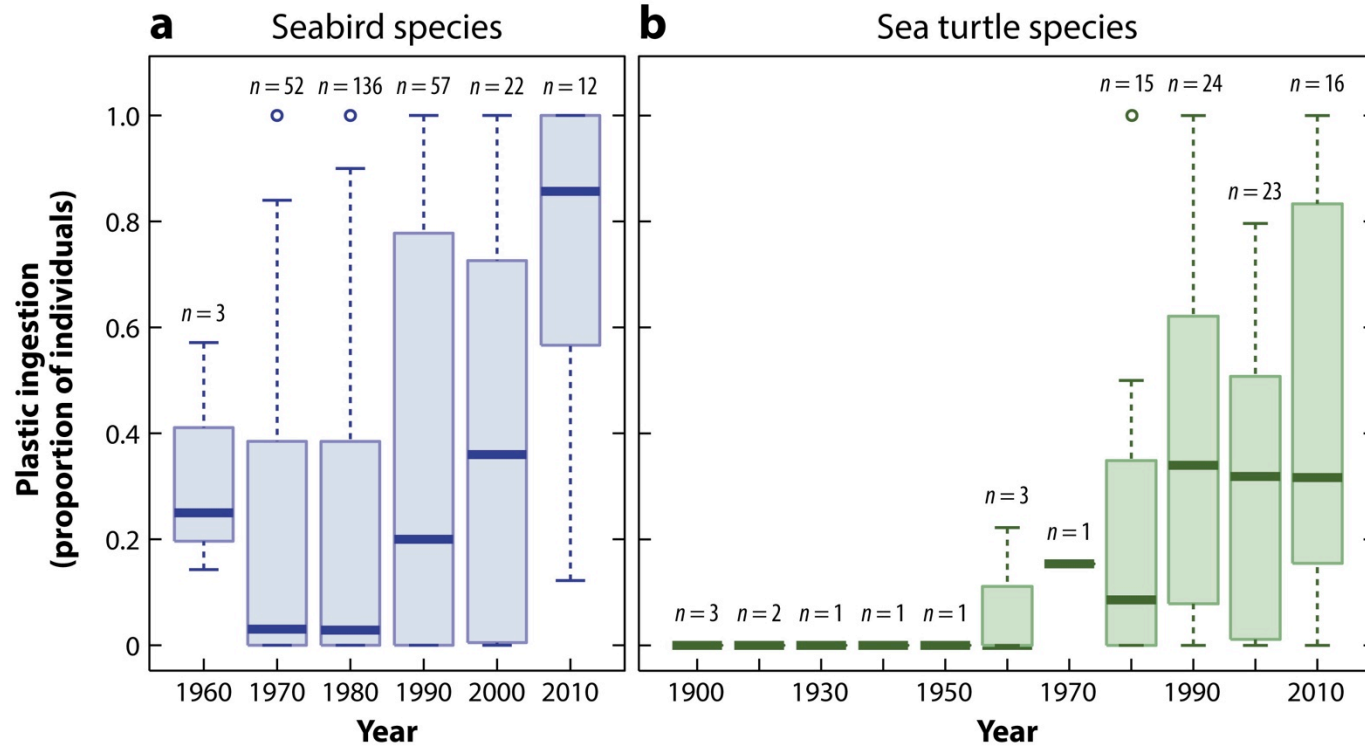 a Seabird species
b Sea turtle species
Plastic ingestion
(proportion of individuals)
1.0
0.8
0.6
0.4
0.2
0
n = 3
n = 52
n = 136
n = 57
n = 22
n = 12
1960
1970
1980
1990
2000
2010
Year
n = 3
n = 2
n = 1
n = 1
n = 1
n = 3
n = 1
n = 15
n = 24
n = 23
n = 16
1900
1930
1950
1970
1990
2010
Year